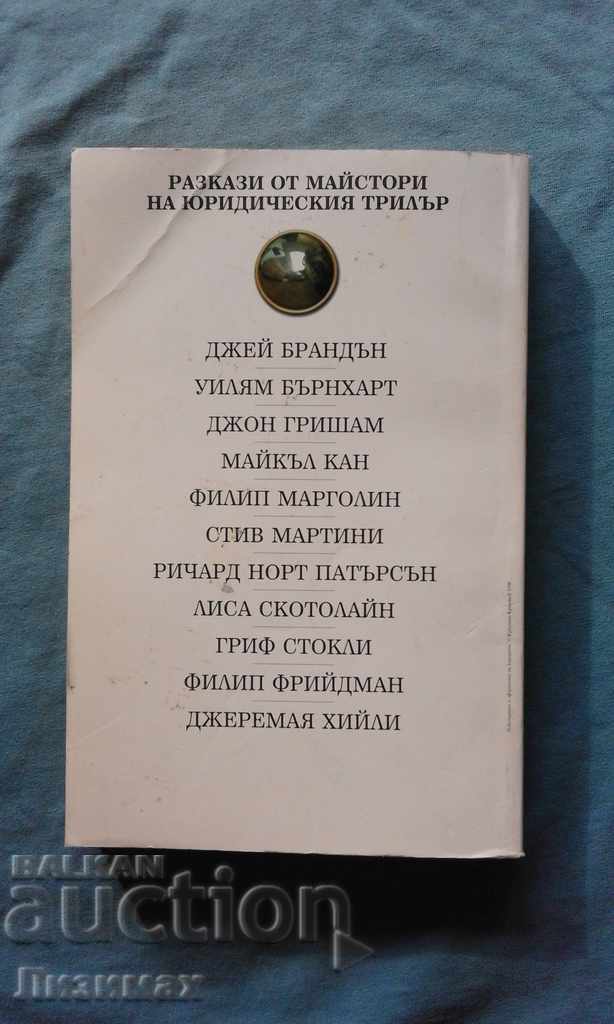 РАЗКАЗИ ОТ МАЙСТОРИ
НА ЮРИДИЧЕСКИЯ ТРИЛЪР
ДЖЕЙ БРАНДЪН
УИЛЯМ БЪРНХАРТ
ДЖОН ГРИШАМ
МАЙКЪЛ КАН
ФИЛИП МАРГОЛИН
СТИВ МАРТИНИ
РИЧАРД НОРТ ПАТЪРСЪН
ЛИСА СКОТОЛАЙН
ГРИФ СТОКЛИ
ФИЛИП ФРИЙДМАН
ДЖЕРЕМАЯ ХИЙЛИ
BALKAN
auction
Лизимах